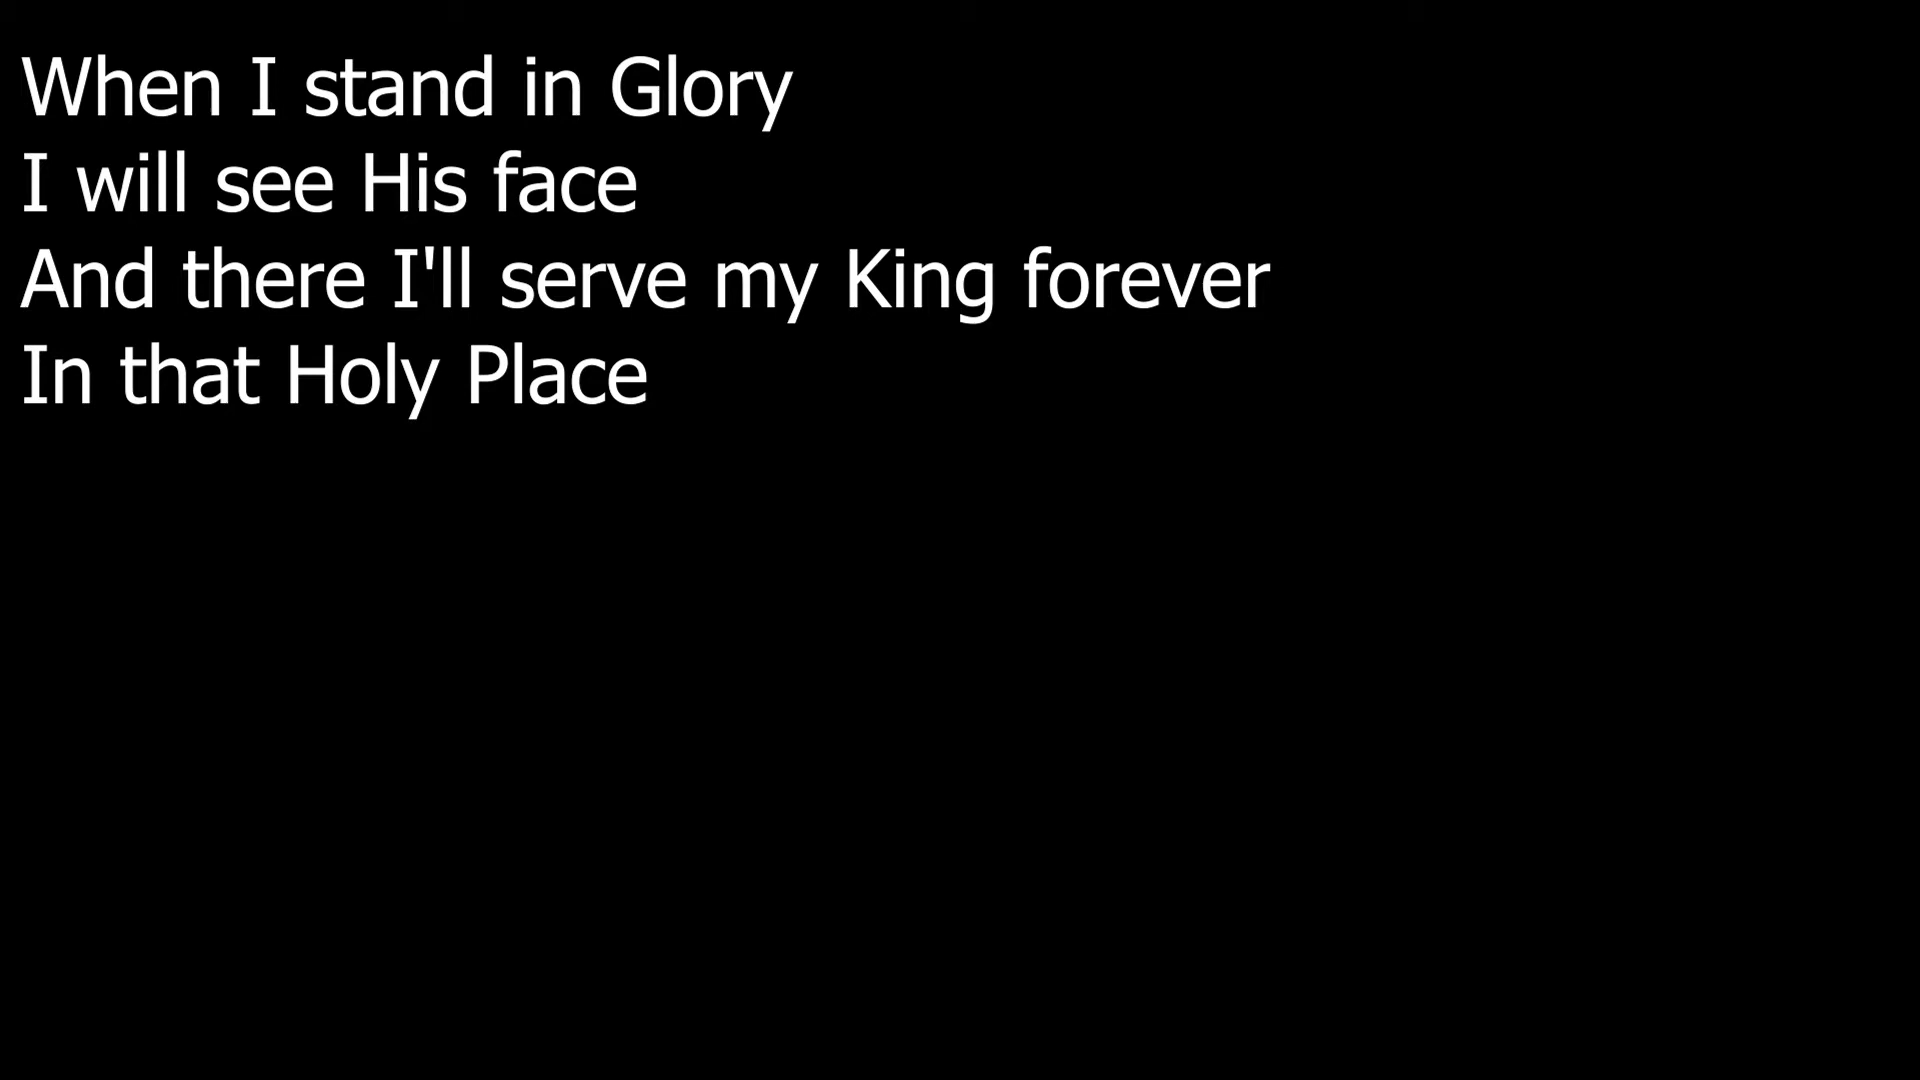 When I stand in Glory
I will see His face
And there I'll serve my King forever
In that Holy Place